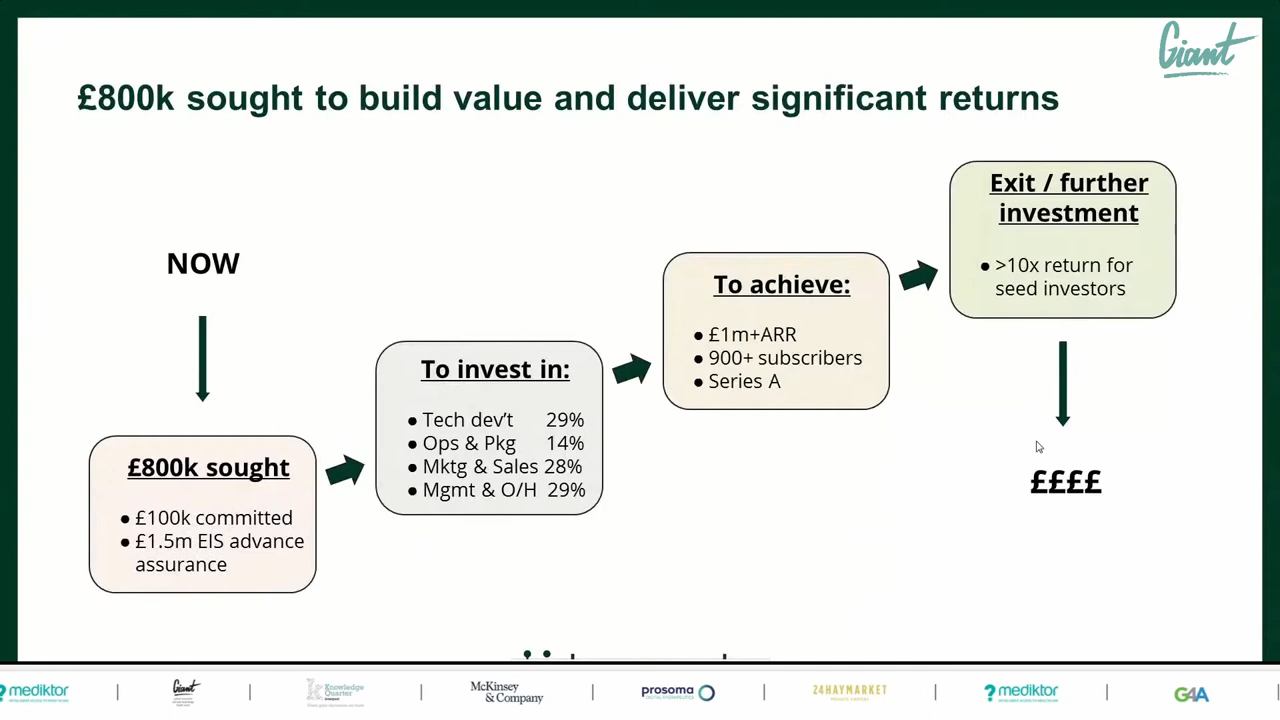 Giant
£800k sought to build value and deliver significant returns
NOW
£800k sought
● £100k committed
● £1.5m EIS advance
assurance
To invest in:
● Tech dev't 29%
● Ops & Pkg 14%
● Mktg & Sales 28%
● Mgmt & O/H 29%
To achieve:
● £1m+ARR
● 900+ subscribers
● Series A
Exit / further
investment
● >10x return for
seed investors
££££
mediktor
Giant
Knowledge
Quarter
McKinsey
& Company
prosoma
24HAYMARKET
mediktor
G4A